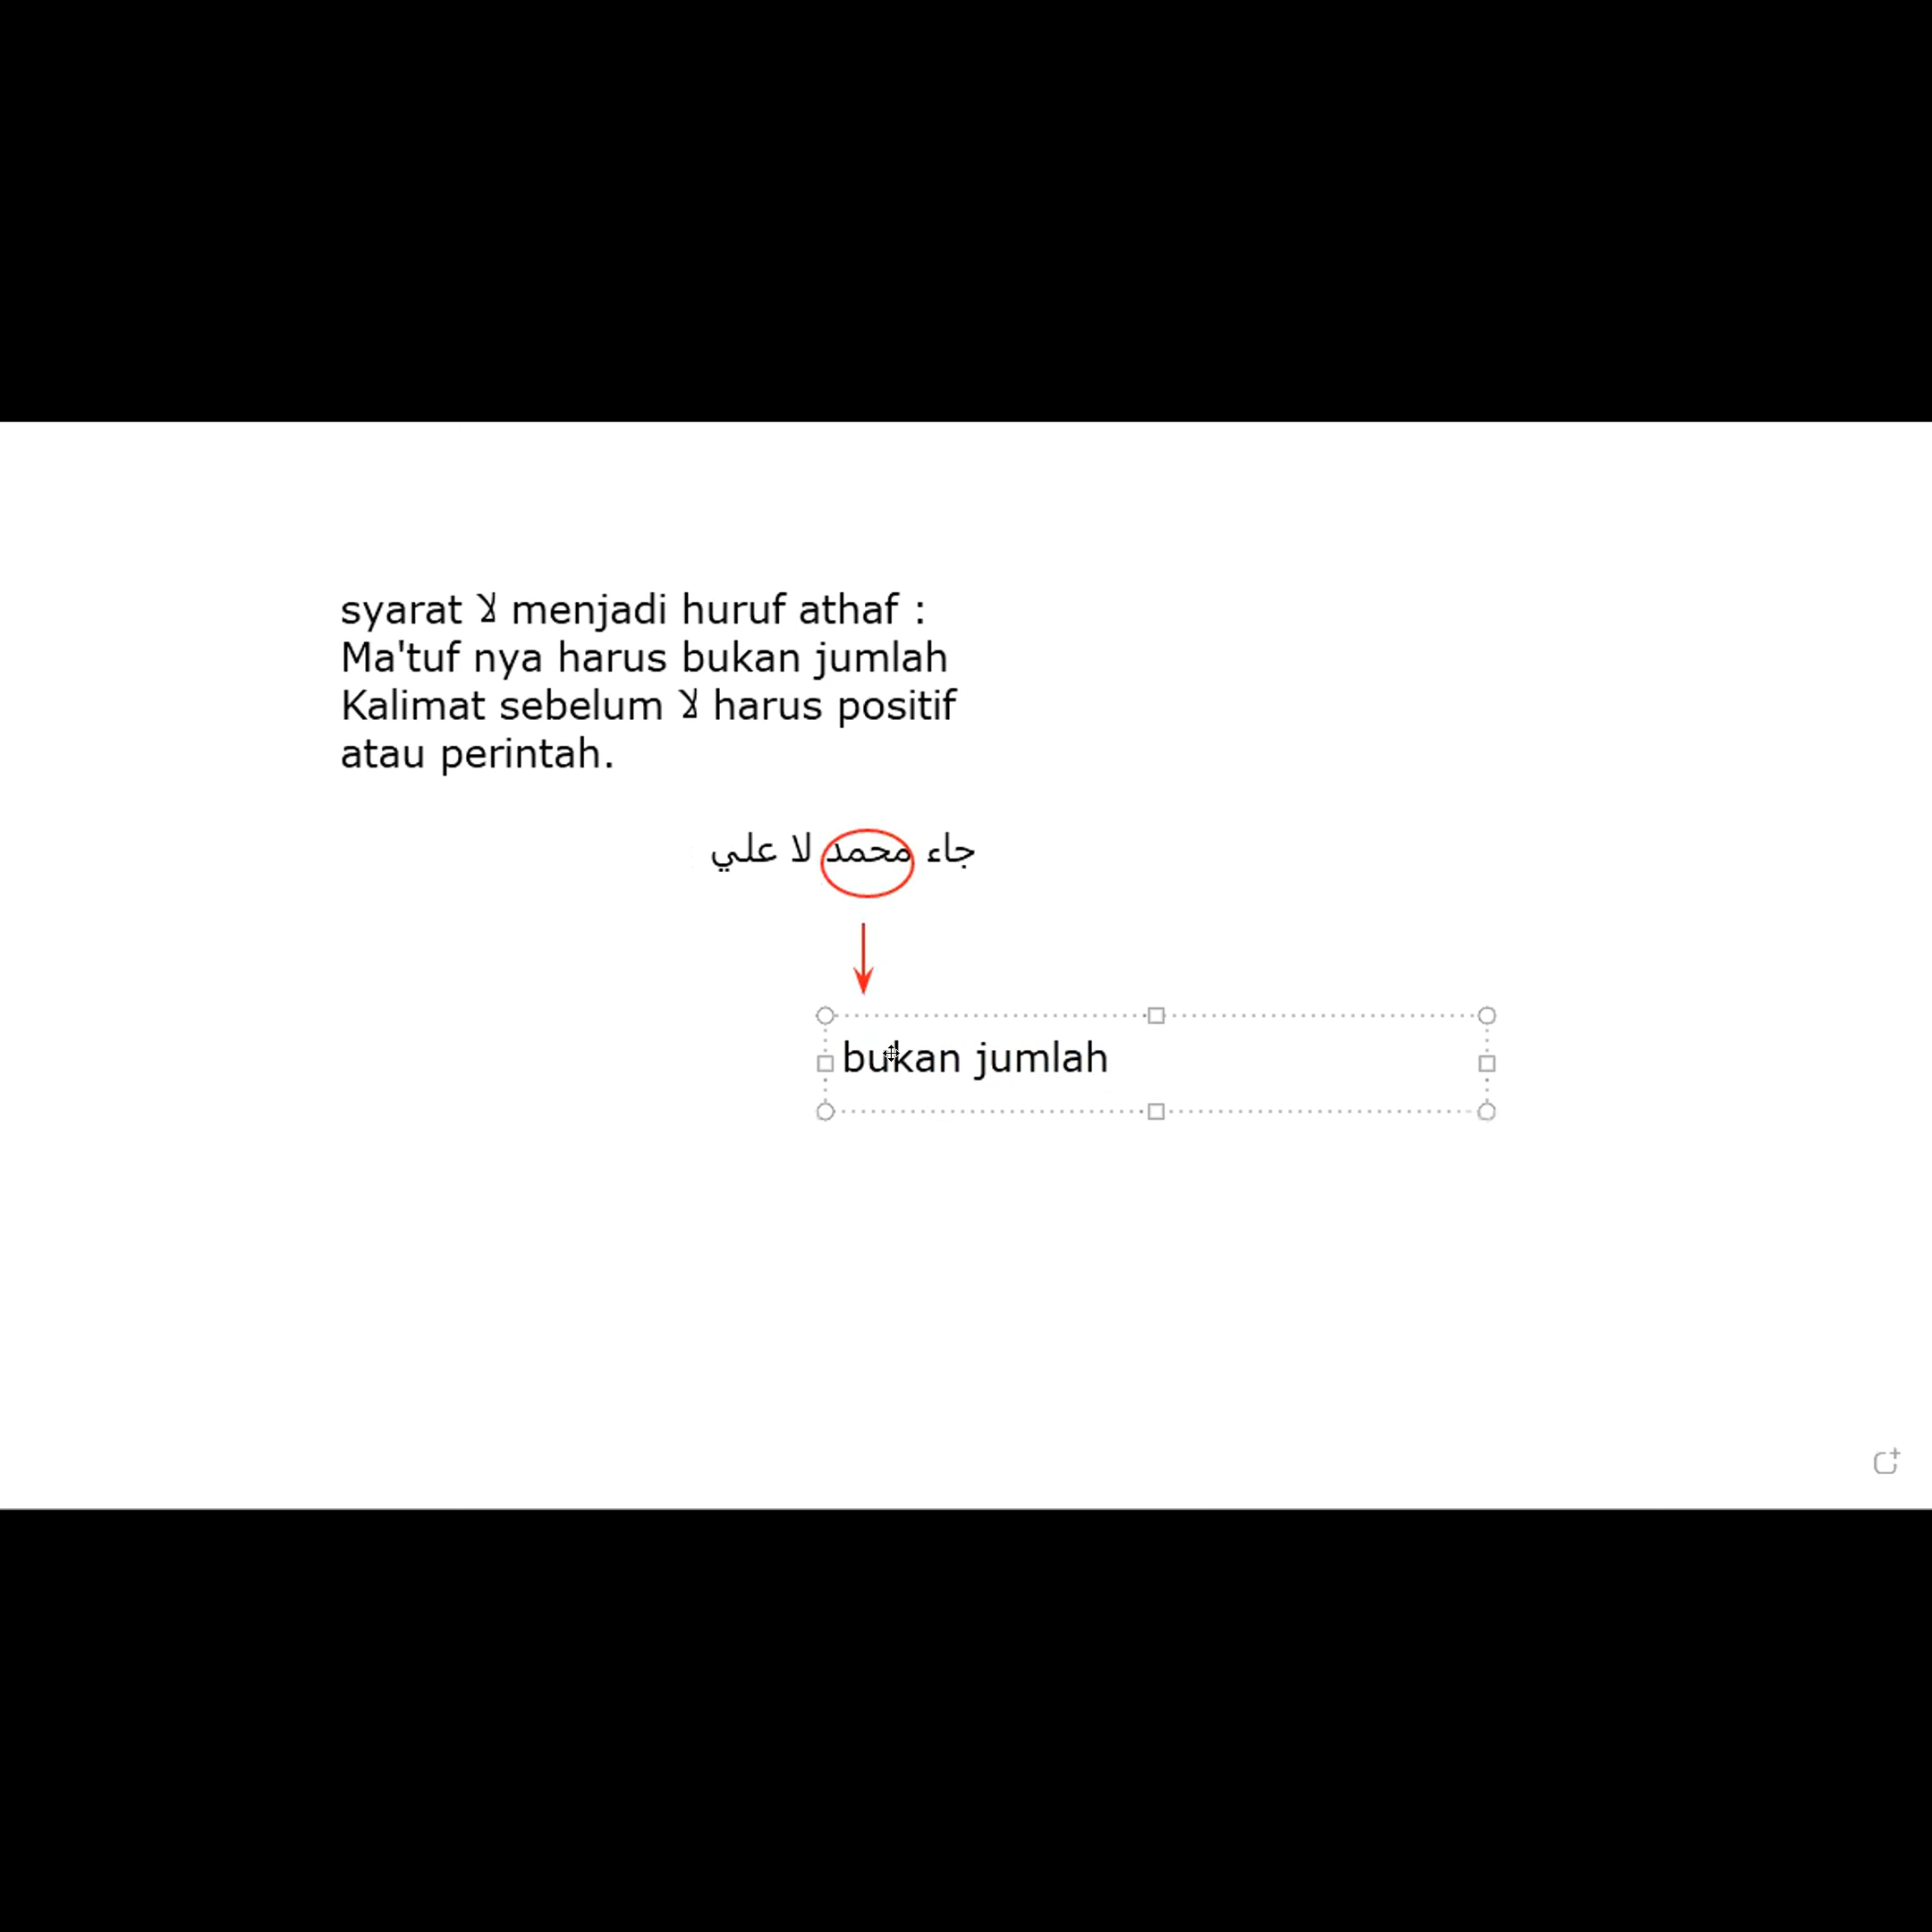 syarat لا menjadi huruf athaf :
Ma'tuf nya harus bukan jumlah
Kalimat sebelum لا harus positif
atau perintah.
جاء محمد لا علي
bukan jumlah